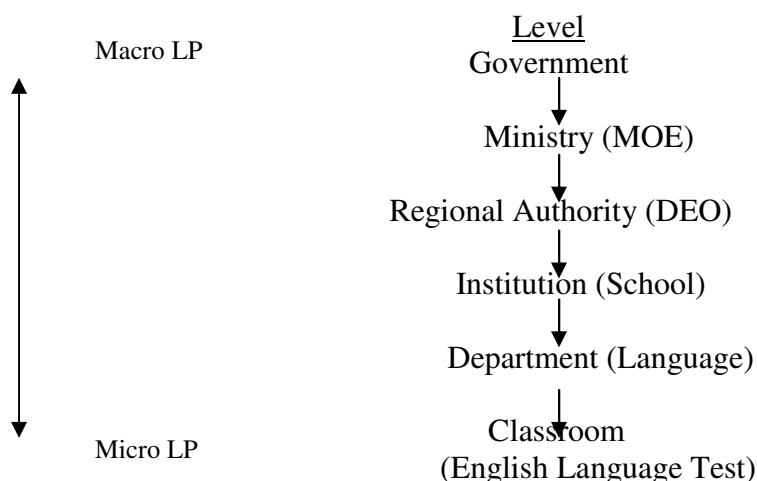 Level
Macro LP
Government
Ministry (MOE)
Regional Authority (DEO)
Institution (School)
Department (Language)
Classroom
Micro LP
(English Language Test)